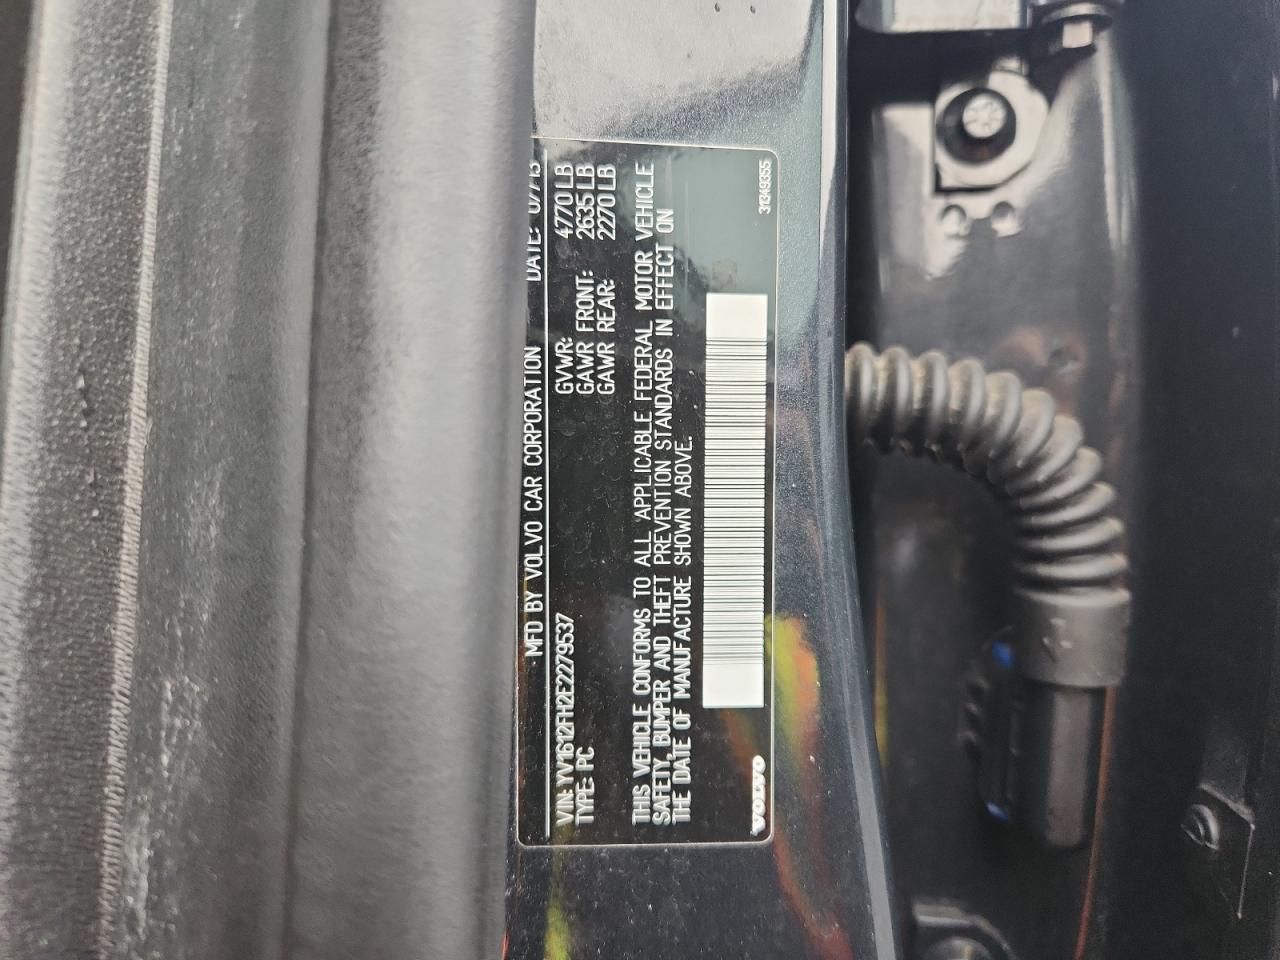 MFD BY VOLVO CAR CORPORATION DATE: 07/13
VIN: YV1612FH2E2279537 GVWR: 4770 LB
TYPE: PC GAWR FRONT: 2635 LB
GAWR REAR: 2270 LB
THIS VEHICLE CONFORMS TO ALL APPLICABLE FEDERAL MOTOR VEHICLE
SAFETY, BUMPER AND THEFT PREVENTION STANDARDS IN EFFECT ON
THE DATE OF MANUFACTURE SHOWN ABOVE.
VOLVO 31349355